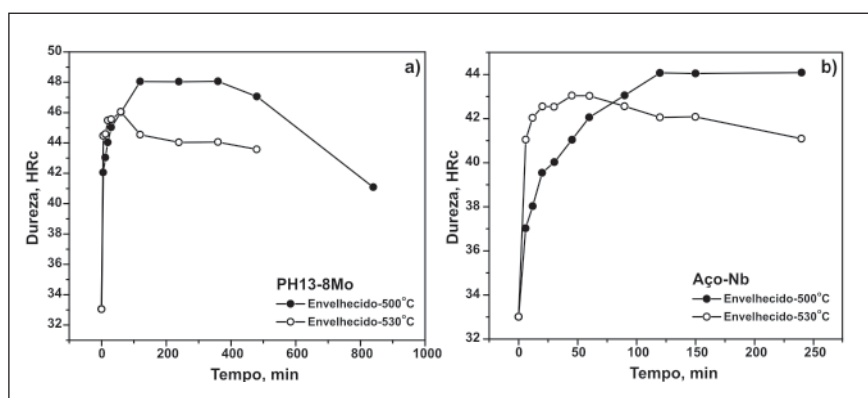 a)
Dureza, HRc
50
48
46
44
42
40
38
36
34
32
PH13-8Mo
Envelhecido-500°C
Envelhecido-530°C
0 200 400 600 800 1000
Tempo, min
b)
Dureza, HRc
44
42
40
38
36
34
32
Aço-Nb
Envelhecido-500°C
Envelhecido-530°C
0 50 100 150 200 250
Tempo, min